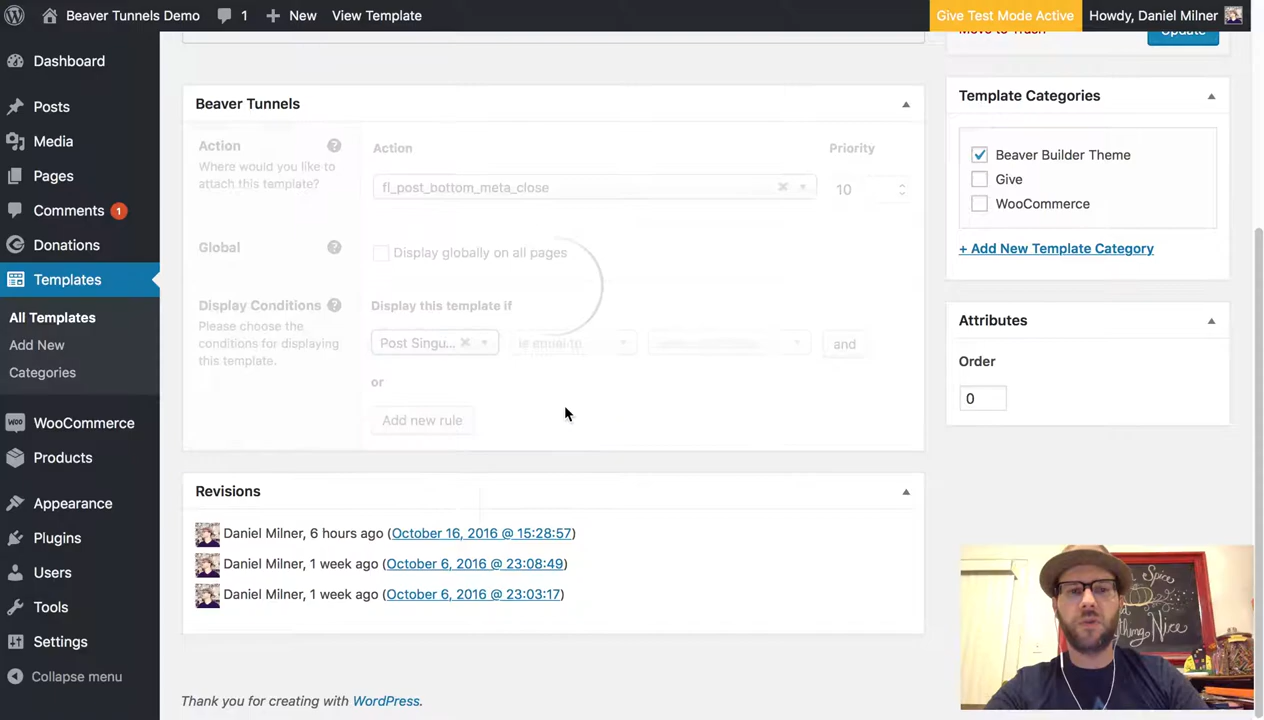 Beaver Tunnels Demo 1 New View Template Give Test Mode Active Howdy, Daniel Milner
Dashboard
Posts
Media
Pages
Comments 1
Donations
Templates
All Templates
Add New
Categories
WooCommerce
Products
Appearance
Plugins
Users
Tools
Settings
Collapse menu
Move to Trash Update
Beaver Tunnels
Action
Where would you like to
attach this template?
Action Priority
fl_post_bottom_meta_close 10
Global Display globally on all pages
Display Conditions
Please choose the
conditions for displaying
this template.
Display this template if
Post Singu... is equal to and
or
Add new rule
Revisions
Daniel Milner, 6 hours ago (October 16, 2016 @ 15:28:57)
Daniel Milner, 1 week ago (October 6, 2016 @ 23:08:49)
Daniel Milner, 1 week ago (October 6, 2016 @ 23:03:17)
Thank you for creating with WordPress.
Template Categories
Beaver Builder Theme
Give
WooCommerce
+ Add New Template Category
Attributes
Order
0
Spice
nd
ything Nice